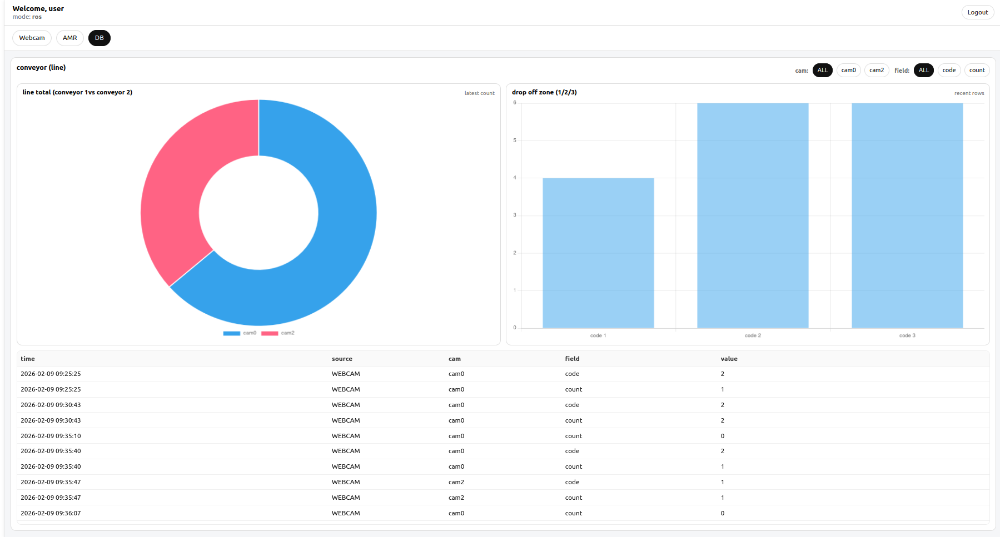 Welcome, user
mode: ros
Logout
Webcam AMR DB
conveyor (line)
cam: ALL cam0 cam2 field: ALL code count
line total (conveyor 1vs conveyor 2)
latest count
cam0 cam2
drop off zone (1/2/3)
recent rows
6
5
4
3
2
1
0
code 1 code 2 code 3
time source cam field value
2026-02-09 09:25:25 WEBCAM cam0 code 2
2026-02-09 09:25:25 WEBCAM cam0 count 1
2026-02-09 09:30:43 WEBCAM cam0 code 2
2026-02-09 09:30:43 WEBCAM cam0 count 2
2026-02-09 09:35:10 WEBCAM cam0 count 0
2026-02-09 09:35:40 WEBCAM cam0 code 2
2026-02-09 09:35:40 WEBCAM cam0 count 1
2026-02-09 09:35:47 WEBCAM cam2 code 1
2026-02-09 09:35:47 WEBCAM cam2 count 1
2026-02-09 09:36:07 WEBCAM cam0 count 0